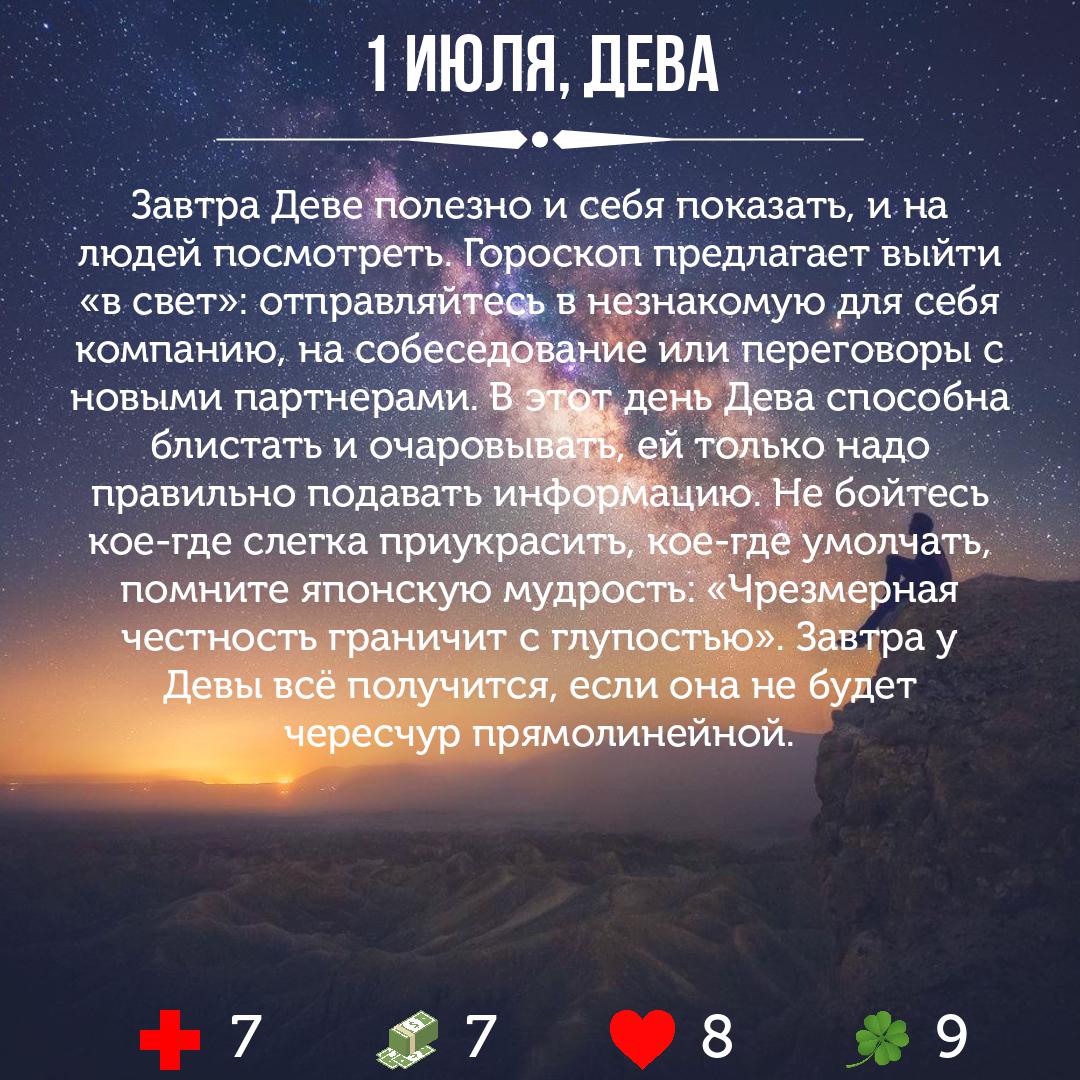 1 ИЮЛЯ, ДЕВА
Завтра Деве полезно и себя показать, и на
людей посмотреть. Гороскоп предлагает выйти
«в свет»: отправляйтесь в незнакомую для себя
компанию, на собеседование или переговоры с
новыми партнерами. В этот день Дева способна
блистать и очаровывать, ей только надо
правильно подавать информацию. Не бойтесь
кое-где слегка приукрасить, кое-где умолчать,
помните японскую мудрость: «Чрезмерная
честность граничит с глупостью». Завтра у
Девы всё получится, если она не будет
чересчур прямолинейной.
7 7 8 9